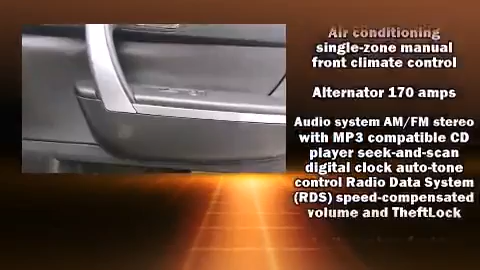 Air conditioning
single-zone manual
front climate control
Alternator 170 amps
Audio system AM/FM stereo
with MP3 compatible CD
player seek-and-scan
digital clock auto-tone
control Radio Data System
(RDS) speed-compensated
volume and TheftLock